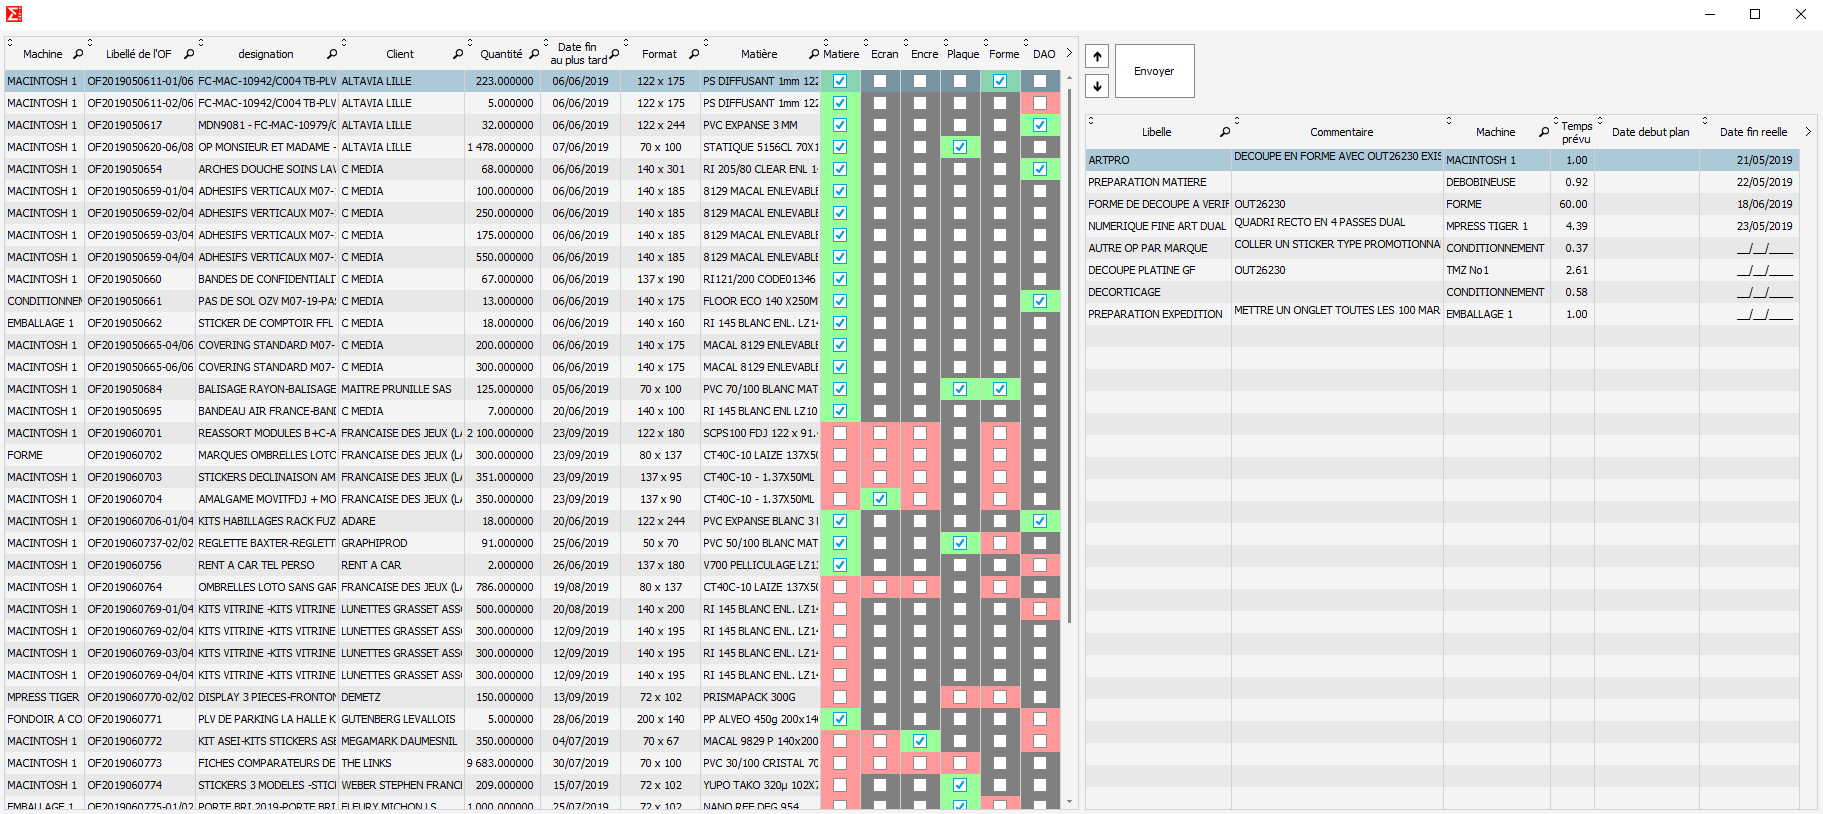 Machine Libellé de l'OF designation Client Quantité Date fin au plus tard Format Matière Matiere Ecran Encre Plaque Forme DAO
MACINTOSH 1 OF2019050611-01/06 FC-MAC-10942/C004 TB-PLV ALTAVIA LILLE 223.000000 06/06/2019 122 x 175 PS DIFFUSANT 1mm 122
MACINTOSH 1 OF2019050611-02/06 FC-MAC-10942/C004 TB-PLV ALTAVIA LILLE 5.000000 06/06/2019 122 x 175 PS DIFFUSANT 1mm 122
MACINTOSH 1 OF2019050617 MDN9081 - FC-MAC-10979/C ALTAVIA LILLE 32.000000 06/06/2019 122 x 244 PVC EXPANSE 3 MM
MACINTOSH 1 OF2019050620-06/08 OP MONSIEUR ET MADAME - ALTAVIA LILLE 1 478.000000 07/06/2019 70 x 100 STATIQUE 5156CL 70X1
MACINTOSH 1 OF2019050654 ARCHES DOUCHE SOINS LAV C MEDIA 68.000000 06/06/2019 140 x 301 RI 205/80 CLEAR ENL 1
MACINTOSH 1 OF2019050659-01/04 ADHESIFS VERTICAUX M07- C MEDIA 100.000000 06/06/2019 140 x 185 8129 MACAL ENLEVABLE
MACINTOSH 1 OF2019050659-02/04 ADHESIFS VERTICAUX M07- C MEDIA 250.000000 06/06/2019 140 x 185 8129 MACAL ENLEVABLE
MACINTOSH 1 OF2019050659-03/04 ADHESIFS VERTICAUX M07- C MEDIA 175.000000 06/06/2019 140 x 185 8129 MACAL ENLEVABLE
MACINTOSH 1 OF2019050659-04/04 ADHESIFS VERTICAUX M07- C MEDIA 550.000000 06/06/2019 140 x 185 8129 MACAL ENLEVABLE
MACINTOSH 1 OF2019050660 BANDES DE CONFIDENTIALIT C MEDIA 67.000000 06/06/2019 137 x 190 RI121/200 CODE01346
CONDITIONNEM OF2019050661 PAS DE SOL OZV M07-19-PAS C MEDIA 13.000000 06/06/2019 140 x 175 FLOOR ECO 140 X250M
EMBALLAGE 1 OF2019050662 STICKER DE COMPTOIR FFL C MEDIA 18.000000 06/06/2019 140 x 160 RI 145 BLANC ENL. LZ14
MACINTOSH 1 OF2019050665-04/06 COVERING STANDARD M07- C MEDIA 200.000000 06/06/2019 140 x 175 MACAL 8129 ENLEVABLE
MACINTOSH 1 OF2019050665-06/06 COVERING STANDARD M07- C MEDIA 300.000000 06/06/2019 140 x 175 MACAL 8129 ENLEVABLE
MACINTOSH 1 OF2019050684 BALISAGE RAYON-BALISAGE MAITRE PRUNILLE SAS 125.000000 05/06/2019 70 x 100 PVC 70/100 BLANC MAT
MACINTOSH 1 OF2019050695 BANDEAU AIR FRANCE-BAN C MEDIA 7.000000 20/06/2019 140 x 100 RI 145 BLANC ENL LZ10
MACINTOSH 1 OF2019060701 REASSORT MODULES B+C-A FRANCAISE DES JEUX (LA 2 100.000000 23/09/2019 122 x 180 SCPS100 FDJ 122 x 91.
FORME OF2019060702 MARQUES OMBRELLES LOTO FRANCAISE DES JEUX (LA 300.000000 23/09/2019 80 x 137 CT40C-10 LAIZE 137X50
MACINTOSH 1 OF2019060703 STICKERS DECLINAISON AM FRANCAISE DES JEUX (LA 351.000000 23/09/2019 137 x 95 CT40C-10 - 1.37X50ML
MACINTOSH 1 OF2019060704 AMALGAME MOVITFDJ + MO FRANCAISE DES JEUX (LA 350.000000 23/09/2019 137 x 90 CT40C-10 - 1.37X50ML
MACINTOSH 1 OF2019060706-01/04 KITS HABILLAGES RACK FUZ ADARE 18.000000 20/06/2019 122 x 244 PVC EXPANSE BLANC 3
MACINTOSH 1 OF2019060737-02/02 REGLETTE BAXTER-REGLETT GRAPHIPROD 91.000000 25/06/2019 50 x 70 PVC 50/100 BLANC MAT
MACINTOSH 1 OF2019060756 RENT A CAR TEL PERSO RENT A CAR 2.000000 26/06/2019 137 x 180 V700 PELLICULAGE LZ13
MACINTOSH 1 OF2019060764 OMBRELLES LOTO SANS GAR FRANCAISE DES JEUX (LA 786.000000 19/08/2019 80 x 137 CT40C-10 LAIZE 137X50
MACINTOSH 1 OF2019060769-01/04 KITS VITRINE -KITS VITRINE LUNETTES GRASSET ASSO 500.000000 20/08/2019 140 x 200 RI 145 BLANC ENL. LZ14
MACINTOSH 1 OF2019060769-02/04 KITS VITRINE -KITS VITRINE LUNETTES GRASSET ASSO 300.000000 12/09/2019 140 x 195 RI 145 BLANC ENL. LZ14
MACINTOSH 1 OF2019060769-03/04 KITS VITRINE -KITS VITRINE LUNETTES GRASSET ASSO 300.000000 12/09/2019 140 x 195 RI 145 BLANC ENL. LZ14
MACINTOSH 1 OF2019060769-04/04 KITS VITRINE -KITS VITRINE LUNETTES GRASSET ASSO 300.000000 12/09/2019 140 x 195 RI 145 BLANC ENL. LZ14
MPRESS TIGER OF2019060770-02/02 DISPLAY 3 PIECES-FRONTON DEMETZ 150.000000 13/09/2019 72 x 102 PRISMAPACK 300G
FONDOIR A CO OF2019060771 PLV DE PARKING LA HALLE K GUTENBERG LEVALLOIS 5.000000 28/06/2019 200 x 140 PP ALVEO 450g 200x14
MACINTOSH 1 OF2019060772 KIT ASEI-KITS STICKERS ASE MEGAMARK DAUMESNIL 350.000000 04/07/2019 70 x 67 MACAL 9829 P 140x200
MACINTOSH 1 OF2019060773 FICHES COMPARATEURS DE THE LINKS 9 683.000000 30/07/2019 70 x 100 PVC 30/100 CRISTAL 70
MACINTOSH 1 OF2019060774 STICKERS 3 MODELES -STIC WEBER STEPHEN FRANC 209.000000 15/07/2019 72 x 102 YUPO TAKO 320µ 102X7
EMBALLAGE 1 OF2019060775-01/02 PORTE BRI 2019-PORTE BRI FLEURY MICHON LS 1 000.000000 25/07/2019 72 x 102 NANO REF DEG 954
Envoyer
Libelle Commentaire Machine Temps prévu Date debut plan Date fin reelle
ARTPRO DECOUPE EN FORME AVEC OUT26230 EXIS MACINTOSH 1 1.00 21/05/2019
PREPARATION MATIERE DEBOBINEUSE 0.92 22/05/2019
FORME DE DECOUPE A VERIF OUT26230 FORME 60.00 18/06/2019
NUMERIQUE FINE ART DUAL QUADRI RECTO EN 4 PASSES DUAL MPRESS TIGER 1 4.39 23/05/2019
AUTRE OP PAR MARQUE COLLER UN STICKER TYPE PROMOTIONNA CONDITIONNEMENT 0.37 __/__/____
DECOUPE PLATINE GF OUT26230 TMZ No1 2.61 __/__/____
DECORTICAGE CONDITIONNEMENT 0.58 __/__/____
PREPARATION EXPEDITION METTRE UN ONGLET TOUTES LES 100 MAR EMBALLAGE 1 1.00 __/__/____